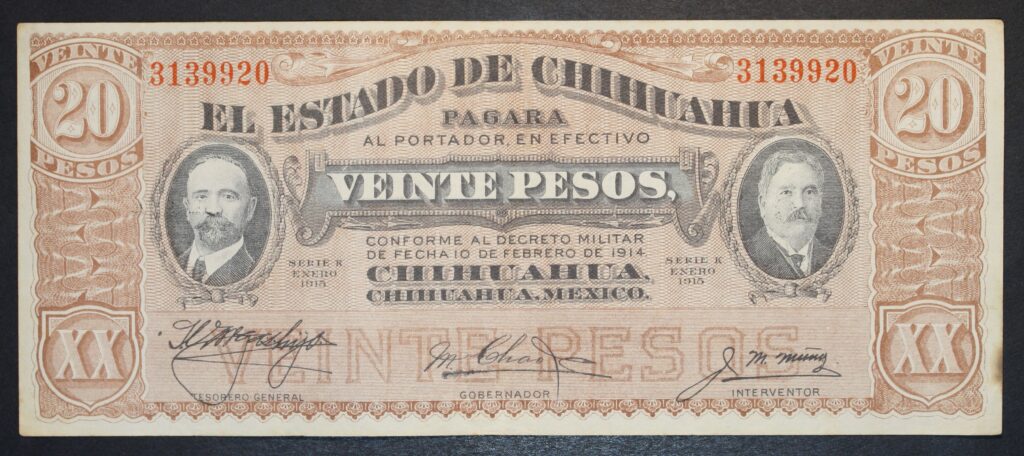 VEINTE
20
PESOS
3139920
3139920
VEINTE
20
PESOS
EL ESTADO DE CHIHUAHUA
PAGARA
AL PORTADOR, EN EFECTIVO
VEINTE PESOS,
CONFORME AL DECRETO MILITAR
DE FECHA 10 DE FEBRERO DE 1914.
CHIHUAHUA,
CHIHUAHUA, MEXICO.
SERIE K
ENERO
1915
SERIE K
ENERO
1915
VEINTE PESOS
XX
XX
M. Chao
J. M. Muñoz
TESORERO GENERAL
GOBERNADOR
INTERVENTOR